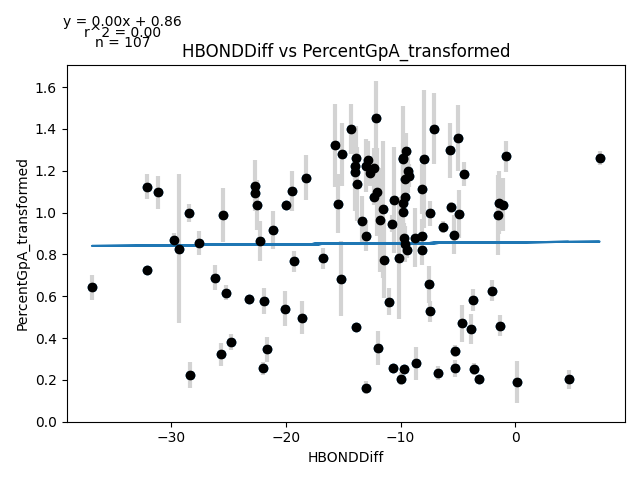 y = 0.00x + 0.86
r^2 = 0.00
n = 107
HBONDDiff vs PercentGpA_transformed
PercentGpA_transformed
1.6
1.4
1.2
1.0
0.8
0.6
0.4
0.2
0.0
−30 −20 −10 0
HBONDDiff